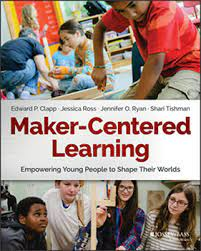 Edward P. Clapp · Jessica Ross · Jennifer O. Ryan · Shari Tishman
Maker-Centered
Learning
Empowering Young People to Shape Their Worlds
JOSSEY-BASS